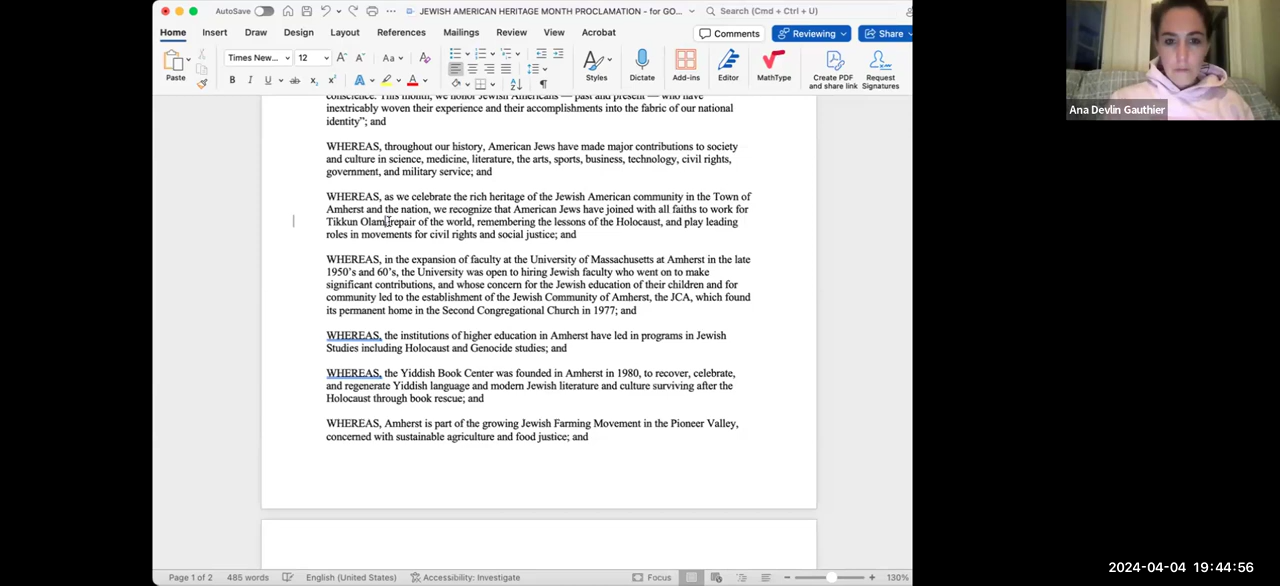 AutoSave
JEWISH AMERICAN HERITAGE MONTH PROCLAMATION - for GO...
Search (Cmd + Ctrl + U)
Home Insert Draw Design Layout References Mailings Review View Acrobat
Comments Reviewing Share
Paste Times New... 12 A A Aa A
B I U ab x₂ x² A A
Styles Dictate Add-ins Editor MathType Create PDF and share link Request Signatures
Ana Devlin Gauthier
conscience. This month, we honor Jewish Americans — past and present — who have
inextricably woven their experience and their accomplishments into the fabric of our national
identity”; and
WHEREAS, throughout our history, American Jews have made major contributions to society
and culture in science, medicine, literature, the arts, sports, business, technology, civil rights,
government, and military service; and
WHEREAS, as we celebrate the rich heritage of the Jewish American community in the Town of
Amherst and the nation, we recognize that American Jews have joined with all faiths to work for
Tikkun Olam repair of the world, remembering the lessons of the Holocaust, and play leading
roles in movements for civil rights and social justice; and
WHEREAS, in the expansion of faculty at the University of Massachusetts at Amherst in the late
1950’s and 60’s, the University was open to hiring Jewish faculty who went on to make
significant contributions, and whose concern for the Jewish education of their children and for
community led to the establishment of the Jewish Community of Amherst, the JCA, which found
its permanent home in the Second Congregational Church in 1977; and
WHEREAS, the institutions of higher education in Amherst have led in programs in Jewish
Studies including Holocaust and Genocide studies; and
WHEREAS, the Yiddish Book Center was founded in Amherst in 1980, to recover, celebrate,
and regenerate Yiddish language and modern Jewish literature and culture surviving after the
Holocaust through book rescue; and
WHEREAS, Amherst is part of the growing Jewish Farming Movement in the Pioneer Valley,
concerned with sustainable agriculture and food justice; and
Page 1 of 2 485 words English (United States) Accessibility: Investigate Focus 130%
2024-04-04 19:44:56